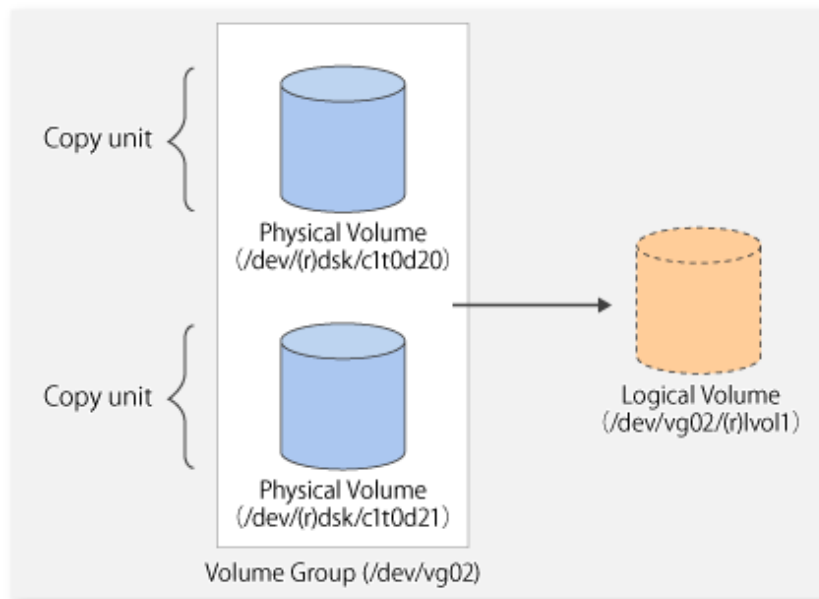 Copy unit
Physical Volume
(/dev/(r)dsk/c1t0d20)
Copy unit
Physical Volume
(/dev/(r)dsk/c1t0d21)
Logical Volume
(/dev/vg02/(r)lvol1)
Volume Group (/dev/vg02)